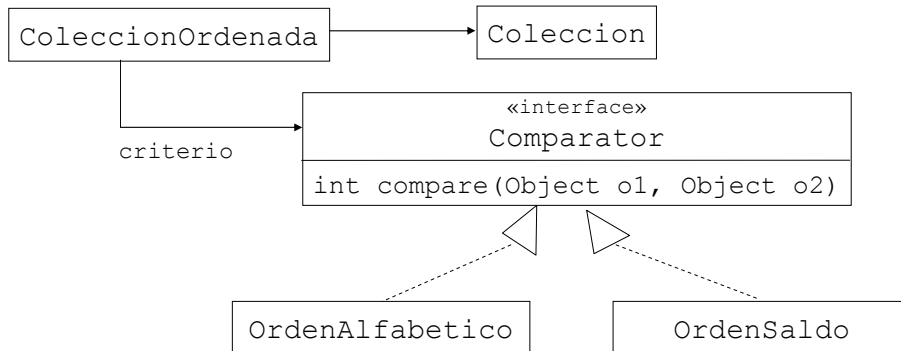 ColeccionOrdenada
Coleccion
«interface»
Comparator
criterio
int compare(Object o1, Object o2)
OrdenAlfabetico
OrdenSaldo